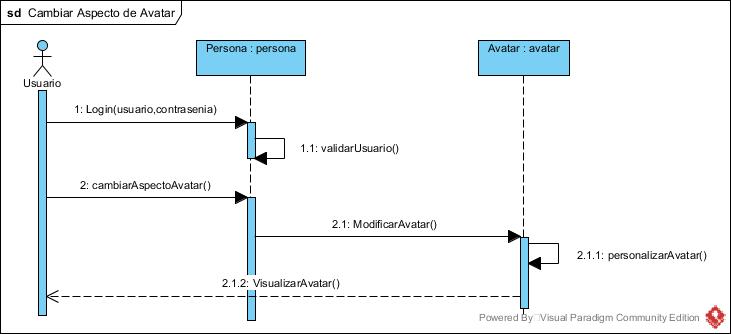 sd Cambiar Aspecto de Avatar
Persona : persona
Avatar : avatar
Usuario
1: Login(usuario,contrasenia)
1.1: validarUsuario()
2: cambiarAspectoAvatar()
2.1: ModificarAvatar()
2.1.1: personalizarAvatar()
2.1.2: VisualizarAvatar()
Powered By Visual Paradigm Community Edition